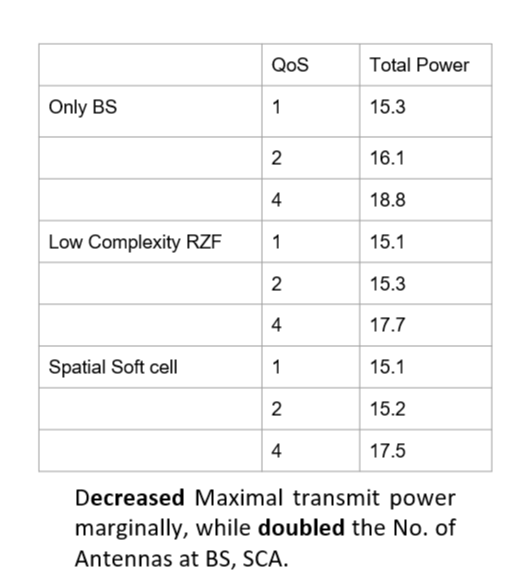 QoS Total Power
Only BS 1 15.3
2 16.1
4 18.8
Low Complexity RZF 1 15.1
2 15.3
4 17.7
Spatial Soft cell 1 15.1
2 15.2
4 17.5
Decreased Maximal transmit power
marginally, while doubled the No. of
Antennas at BS, SCA.